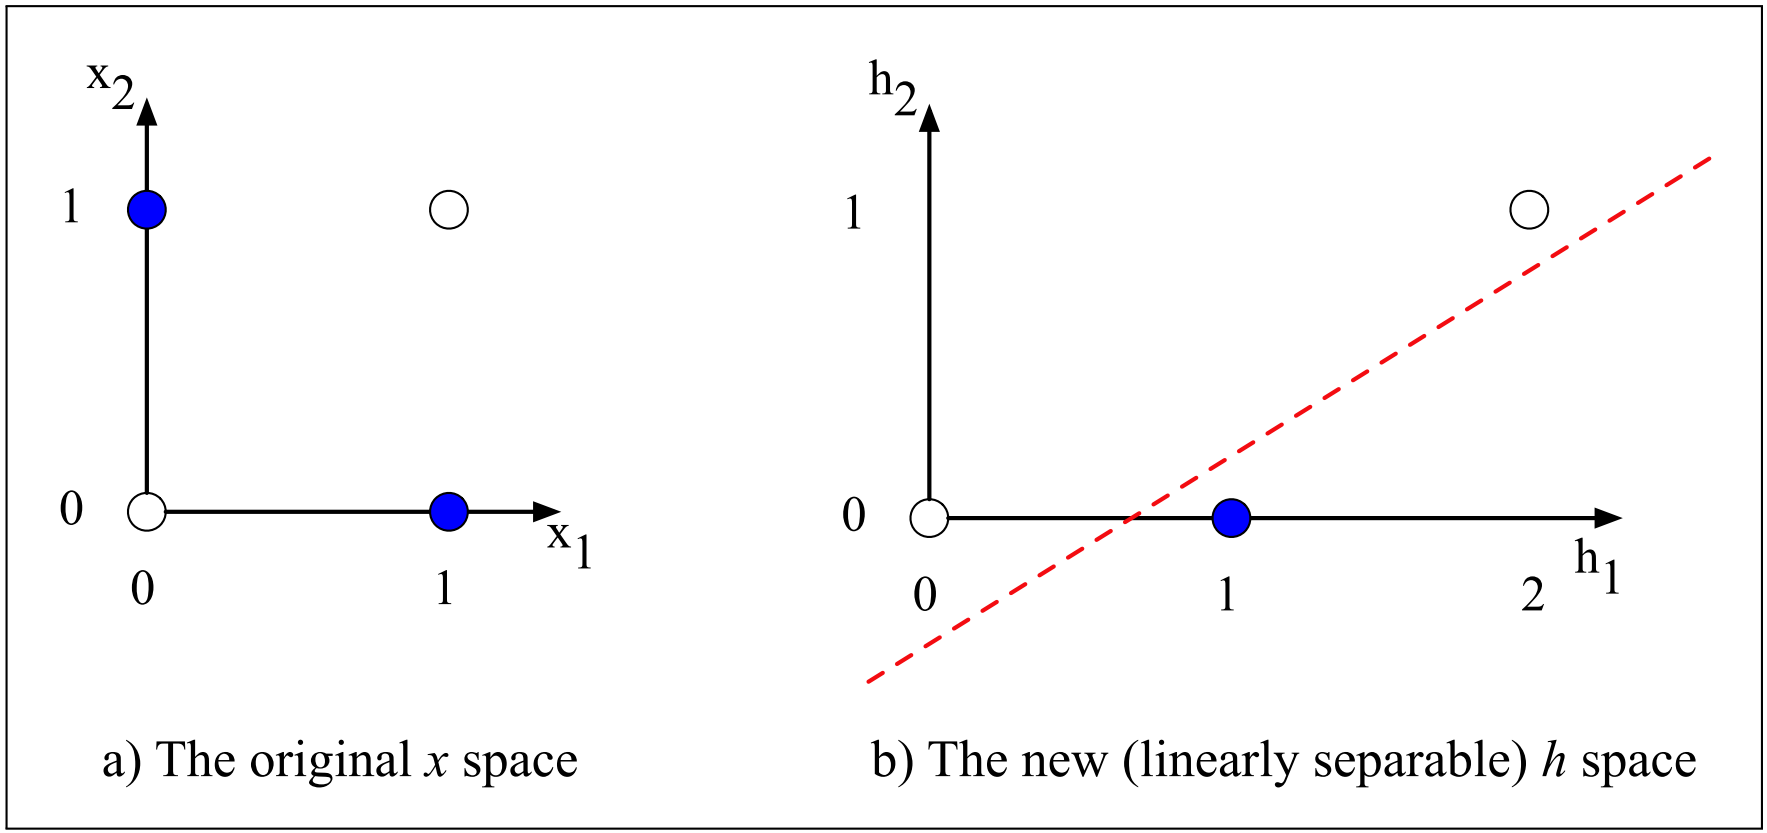 x2
1
0
x1
0
1
a) The original x space
h2
1
0
h1
0
1
2
b) The new (linearly separable) h space